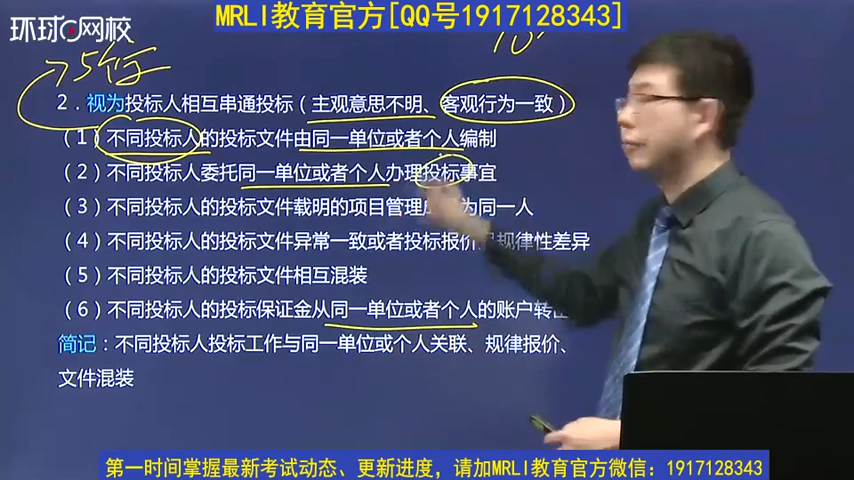 MRLI教育官方[QQ号1917128343]
环球网校
2．视为投标人相互串通投标（主观意思不明、客观行为一致）
（1）不同投标人的投标文件由同一单位或者个人编制
（2）不同投标人委托同一单位或者个人办理投标事宜
（3）不同投标人的投标文件载明的项目管理成 为同一人
（4）不同投标人的投标文件异常一致或者投标报价 规律性差异
（5）不同投标人的投标文件相互混装
（6）不同投标人的投标保证金从同一单位或者个人的账户转出
简记：不同投标人投标工作与同一单位或个人关联、规律报价、
文件混装
第一时间掌握最新考试动态、更新进度，请加MRLI教育官方微信：1917128343